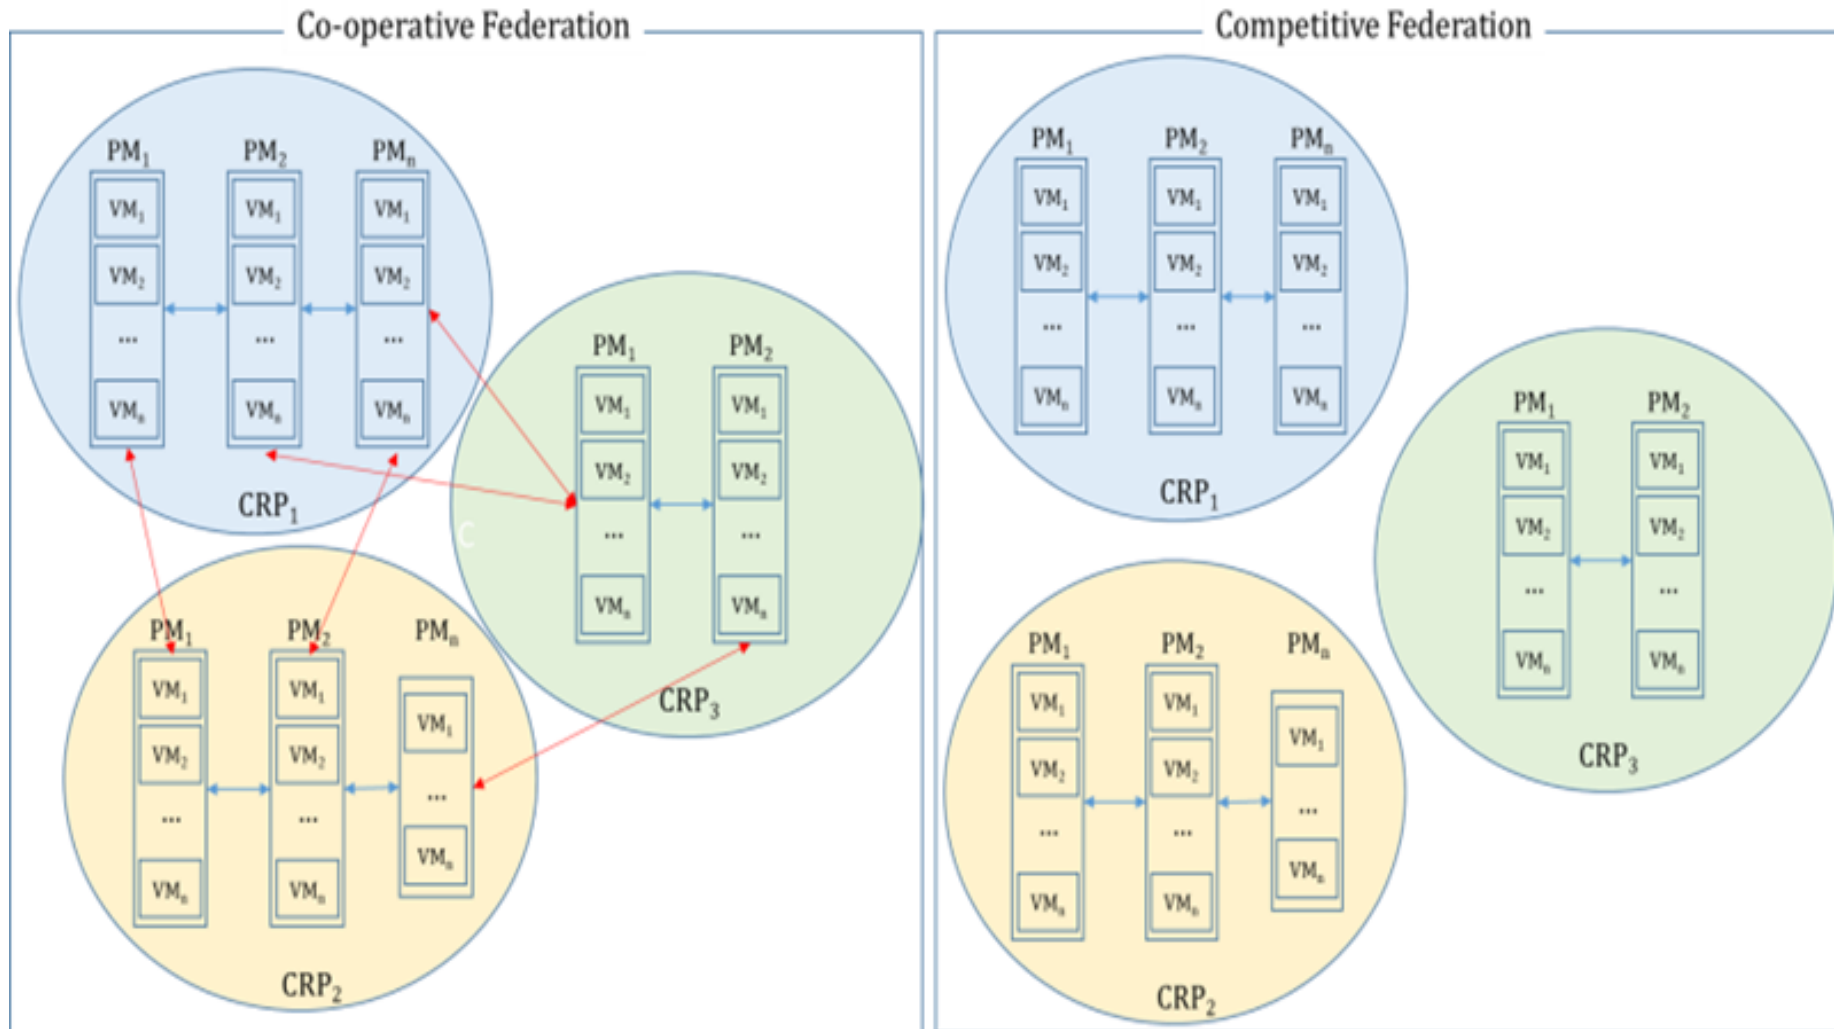 Co-operative Federation
PM₁ PM₂ PMₙ
VM₁ VM₁ VM₁
VM₂ VM₂ VM₂
... ... ...
VMₙ VMₙ VMₙ
CRP₁
PM₁ PM₂
VM₁ VM₁
VM₂ VM₂
... ...
VMₙ VMₙ
CRP₃
C
PM₁ PM₂ PMₙ
VM₁ VM₁ VM₁
VM₂ VM₂
... ... ...
VMₙ VMₙ VMₙ
CRP₂
Competitive Federation
PM₁ PM₂ PMₙ
VM₁ VM₁ VM₁
VM₂ VM₂ VM₂
... ... ...
VMₙ VMₙ VMₙ
CRP₁
PM₁ PM₂
VM₁ VM₁
VM₂ VM₂
... ...
VMₙ VMₙ
CRP₃
PM₁ PM₂ PMₙ
VM₁ VM₁ VM₁
VM₂ VM₂
... ... ...
VMₙ VMₙ VMₙ
CRP₂